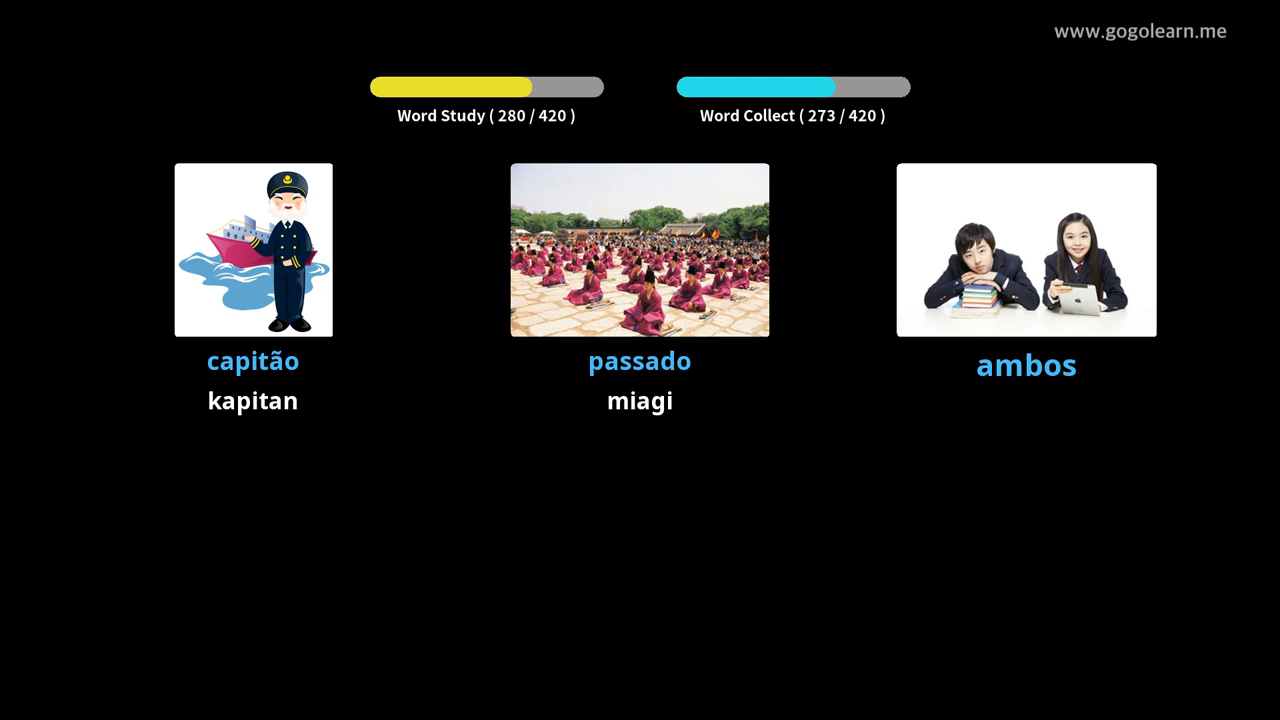 www.gogolearn.me
Word Study ( 280 / 420 )
Word Collect ( 273 / 420 )
capitão
kapitan
passado
miagi
ambos